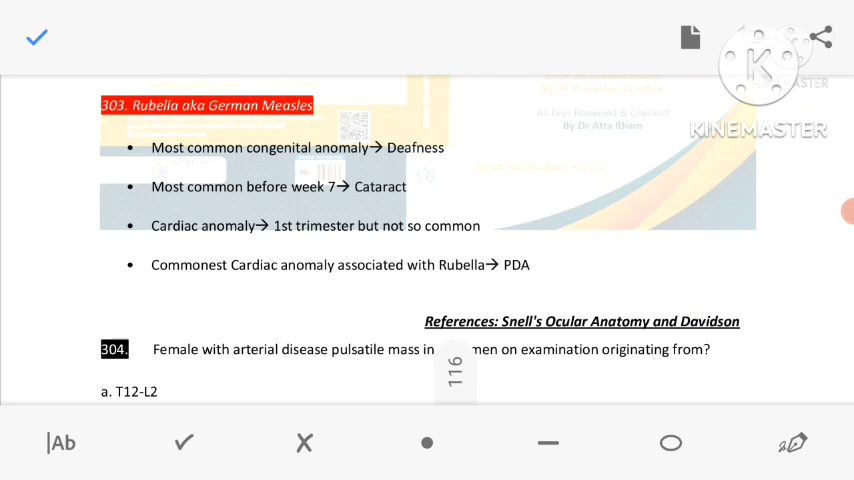 ASTER
KINEMASTER
By Dr
All Keys Reviewed & Checked
By Dr Atta Ilham
303. Rubella aka German Measles
• Most common congenital anomaly→ Deafness
• Most common before week 7→ Cataract
• Cardiac anomaly→ 1st trimester but not so common
• Commonest Cardiac anomaly associated with Rubella→ PDA
References: Snell's Ocular Anatomy and Davidson
304. Female with arterial disease pulsatile mass in men on examination originating from?
116
a. T12-L2
|Ab